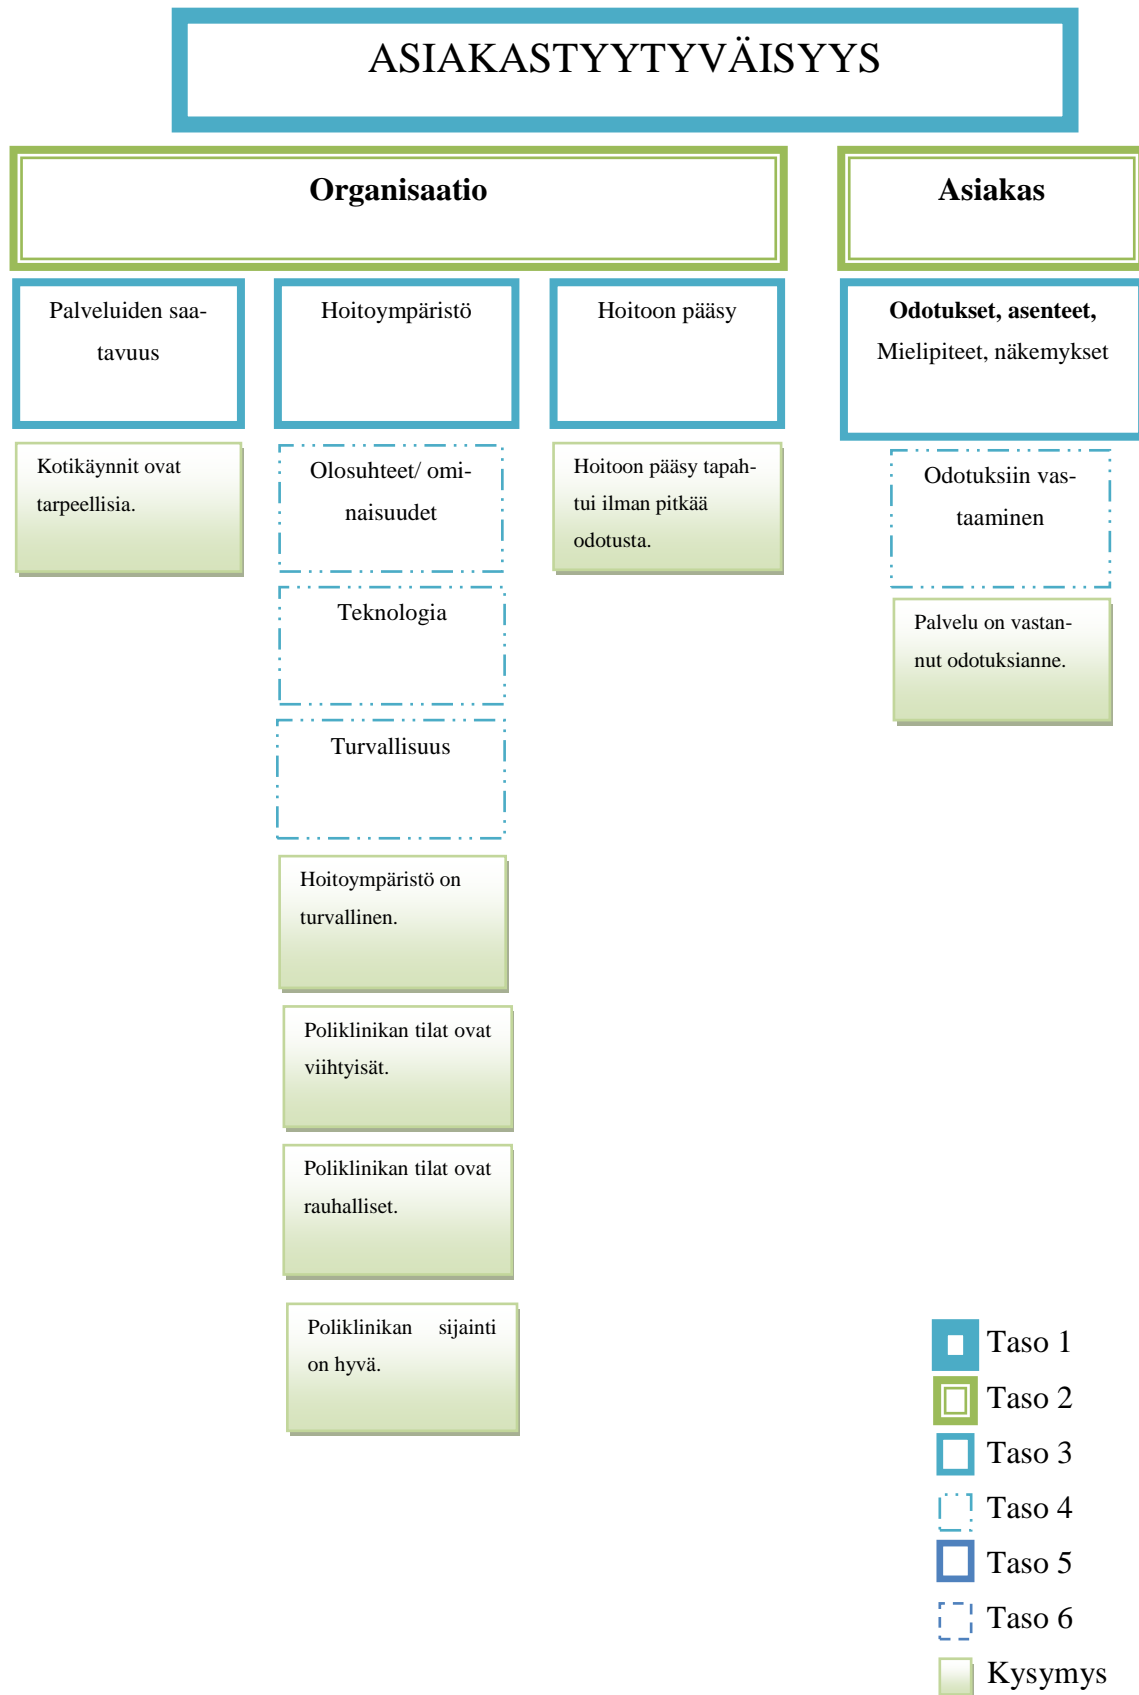 ASIAKASTYYTYVÄISYYS
Organisaatio
Asiakas
Palveluiden saa-
tavuus
Hoitoympäristö
Hoitoon pääsy
Odotukset, asenteet,
Mielipiteet, näkemykset
Kotikäynnit ovat
tarpeellisia.
Olosuhteet/ omi-
naisuudet
Hoitoon pääsy tapah-
tui ilman pitkää
odotusta.
Odotuksiin vas-
taaminen
Teknologia
Palvelu on vastan-
nut odotuksianne.
Turvallisuus
Hoitoympäristö on
turvallinen.
Poliklinikan tilat ovat
viihtyisät.
Poliklinikan tilat ovat
rauhalliset.
Poliklinikan sijainti
on hyvä.
Taso 1
Taso 2
Taso 3
Taso 4
Taso 5
Taso 6
Kysymys